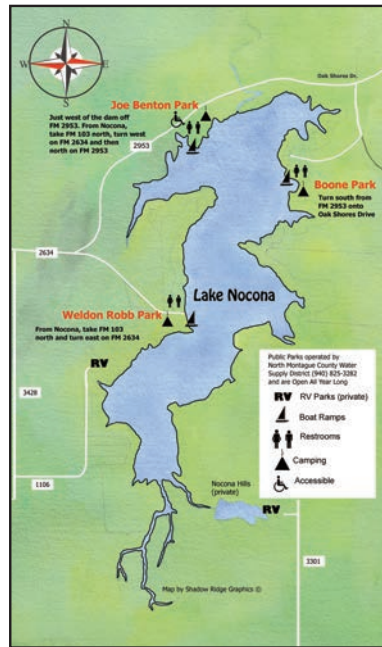 N
W
E
S
Oak Shores Dr.
Joe Benton Park
Just west of the dam off
FM 2953. From Nocona,
take FM 103
north, turn west
on FM 2634 and then
north on FM 2953
2953
Boone Park
Turn south from
FM 2953 onto
Oak Shores Drive
2634
Lake Nocona
Weldon Robb Park
From Nocona, take FM 103
north and turn east on FM 2634
RV
3428
1106
Public Parks operated by
North Montague County Water
Supply District (940) 825-3282
and are Open All Year Long
RV RV Parks (private)
Boat Ramps
Restrooms
Camping
Accessible
Nocona Hills
(private)
RV
3301
Map by Shadow Ridge Graphics ©